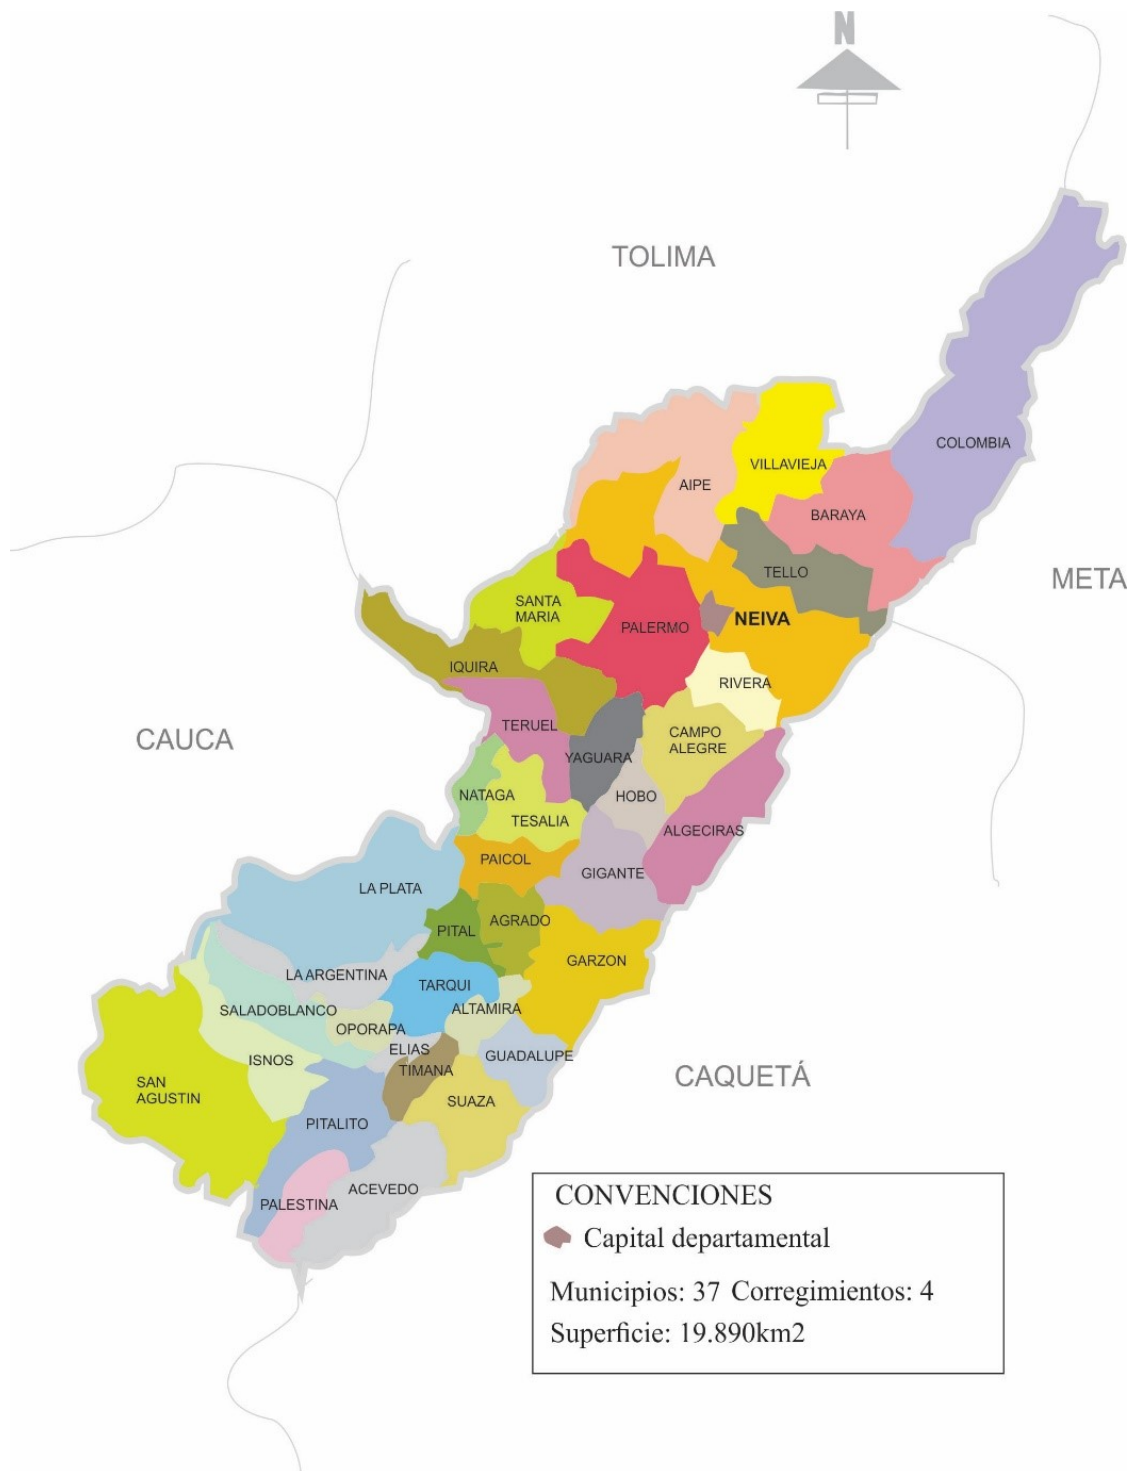 N
TOLIMA
COLOMBIA
VILLAVIEJA
AIPE
BARAYA
TELLO
META
SANTA
MARIA
NEIVA
PALERMO
IQUIRA
RIVERA
TERUEL
CAMPO
ALEGRE
CAUCA
YAGUARA
NATAGA
HOBO
TESALIA
ALGECIRAS
PAICOL
GIGANTE
LA PLATA
AGRADO
PITAL
GARZON
LA ARGENTINA
TARQUI
SALADOBLANCO
ALTAMIRA
OPORAPA
ELIAS
GUADALUPE
ISNOS
TIMANA
CAQUETÁ
SAN
AGUSTIN
SUAZA
PITALITO
ACEVEDO
PALESTINA
CONVENCIONES
Capital departamental
Municipios: 37 Corregimientos: 4
Superficie: 19.890km2